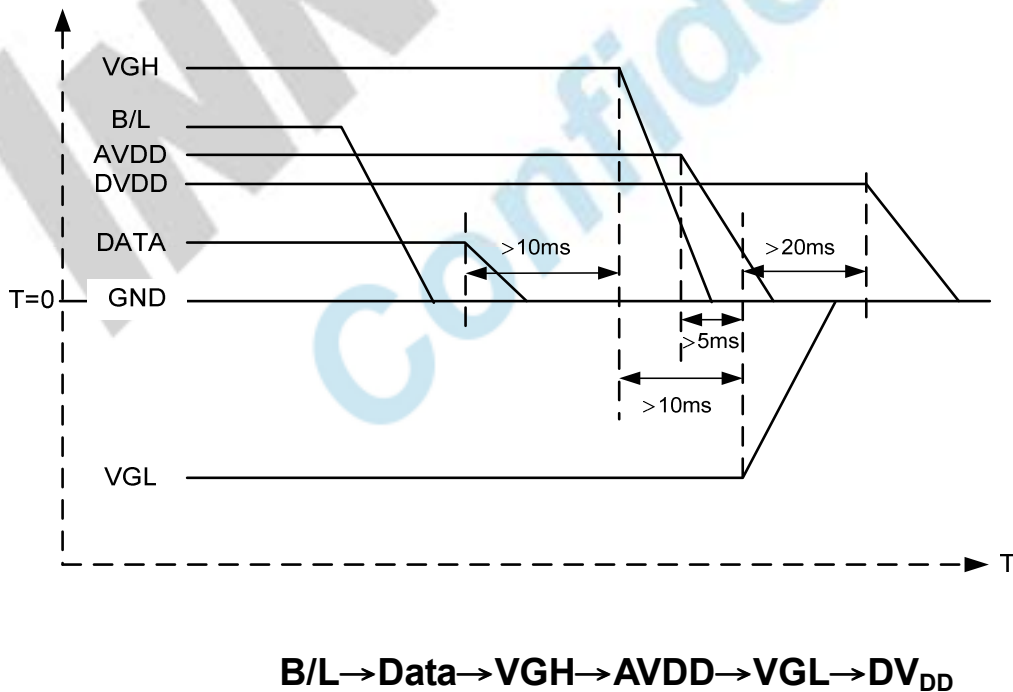 VGH
B/L
AVDD
DVDD
DATA
>10ms
>20ms
T=0
GND
>5ms
>10ms
VGL
T
B/L→Data→VGH→AVDD→VGL→DVDD